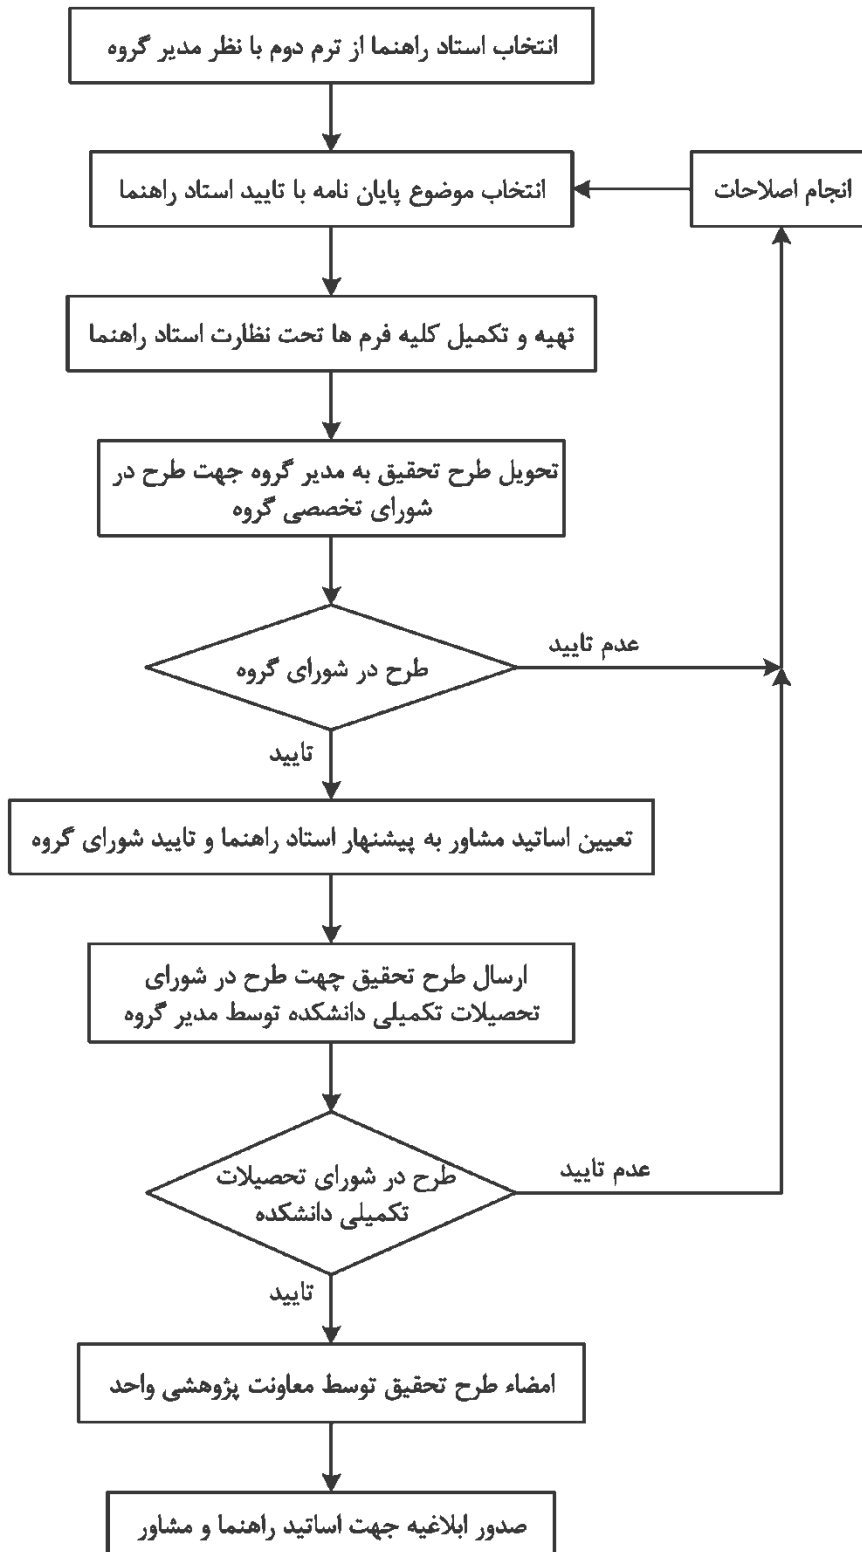 انتخاب استاد راهنما از ترم دوم با نظر مدیر گروه
انتخاب موضوع پایان نامه با تایید استاد راهنما
انجام اصلاحات
تهیه و تکمیل کلیه فرم ها تحت نظارت استاد راهنما
تحویل طرح تحقیق به مدیر گروه جهت طرح در
شورای تخصصی گروه
طرح در شورای گروه
عدم تایید
تایید
تعیین اساتید مشاور به پیشنهار استاد راهنما و تایید شورای گروه
ارسال طرح تحقیق چهت طرح در شورای
تحصیلات تکمیلی دانشکده توسط مدیر گروه
طرح در شورای تحصیلات
تکمیلی دانشکده
عدم تایید
تایید
امضاء طرح تحقیق توسط معاونت پژوهشی واحد
صدور ابلاغیه جهت اساتید راهنما و مشاور